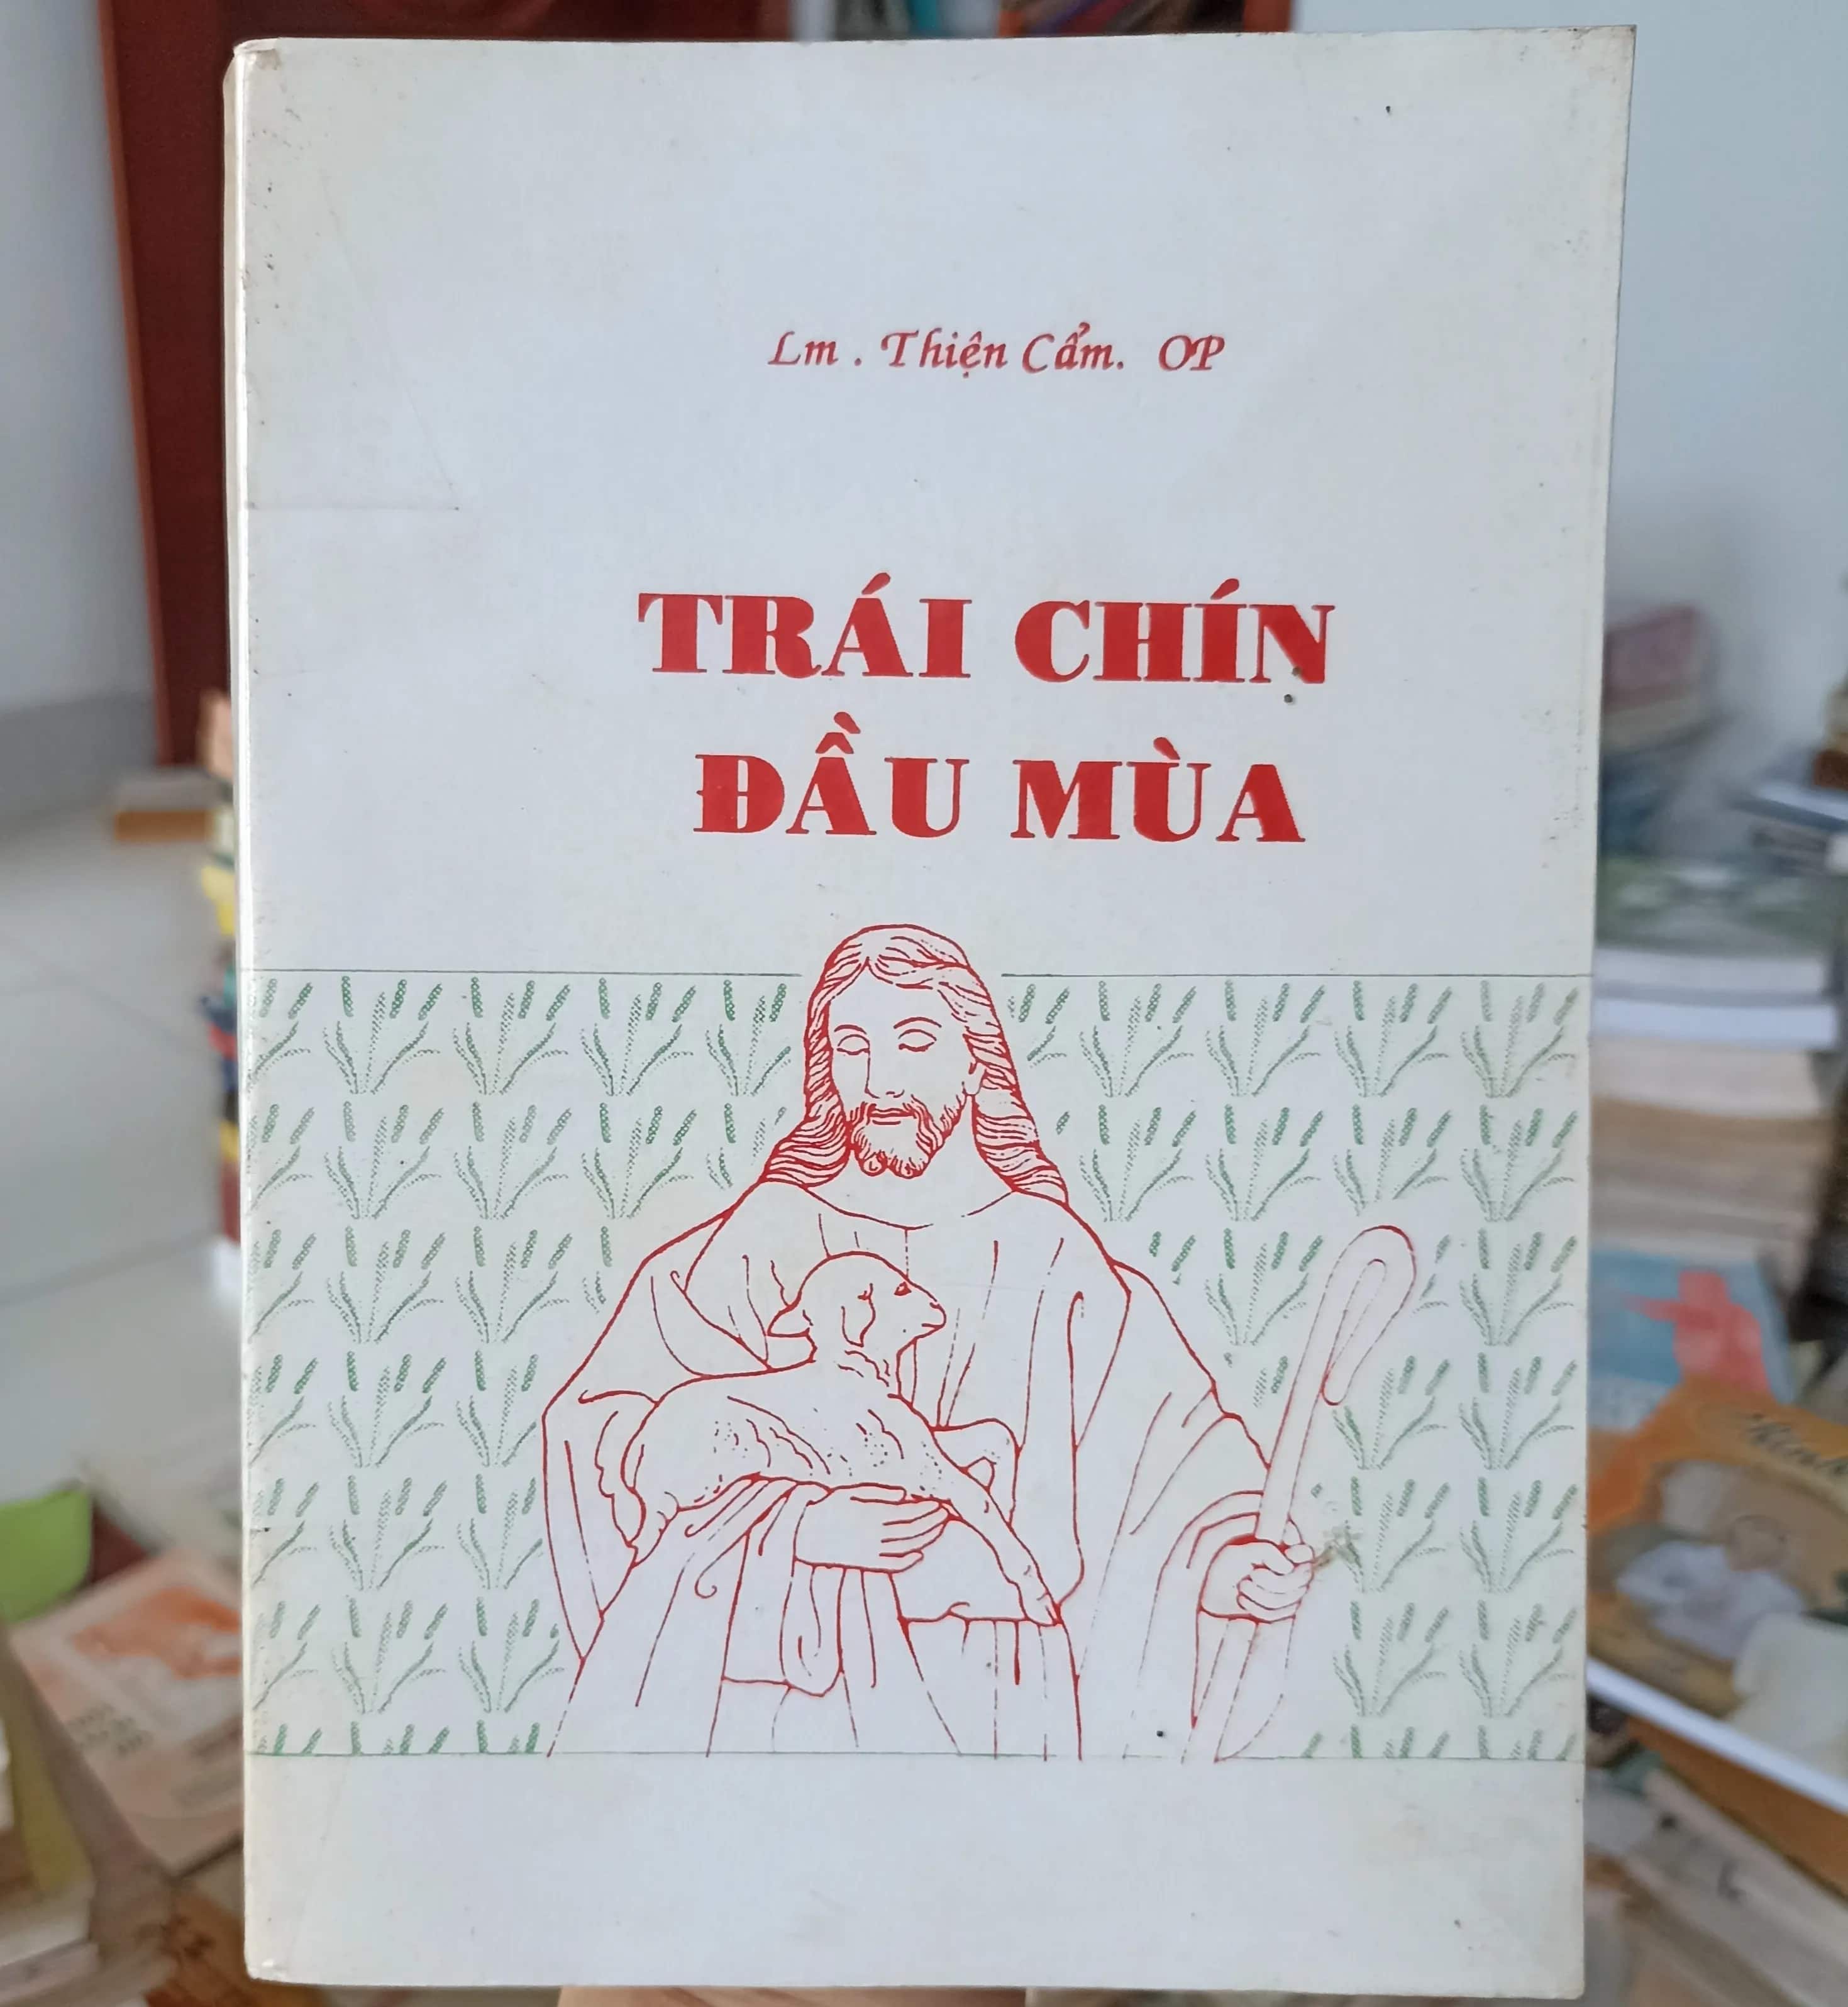 Lm . Thiện Cẩm. OP
TRÁI CHÍN
ĐẦU MÙA